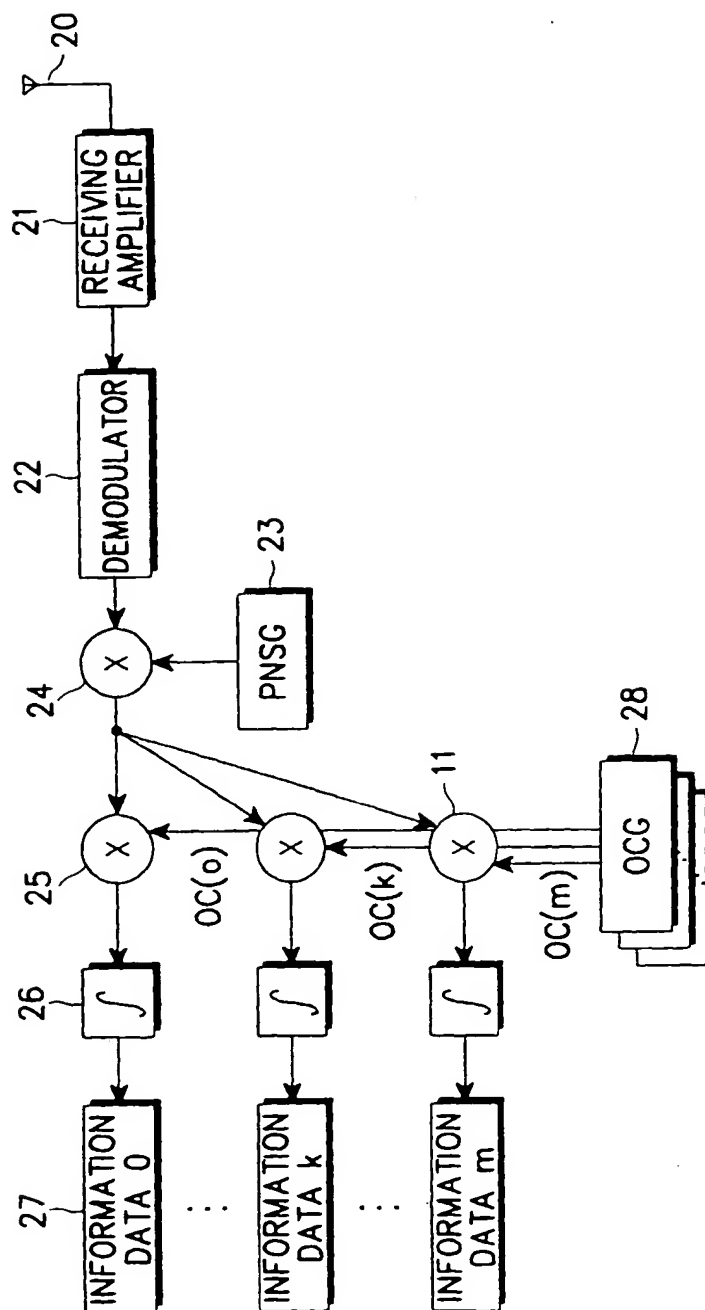 20
21
RECEIVING
AMPLIFIER
22
DEMODULATOR
23
PNSG
24
X
25
X
OC(o)
X
OC(k)
11
X
OC(m)
28
OCG
26
∫
∫
∫
27
INFORMATION
DATA 0
...
INFORMATION
DATA k
...
INFORMATION
DATA m